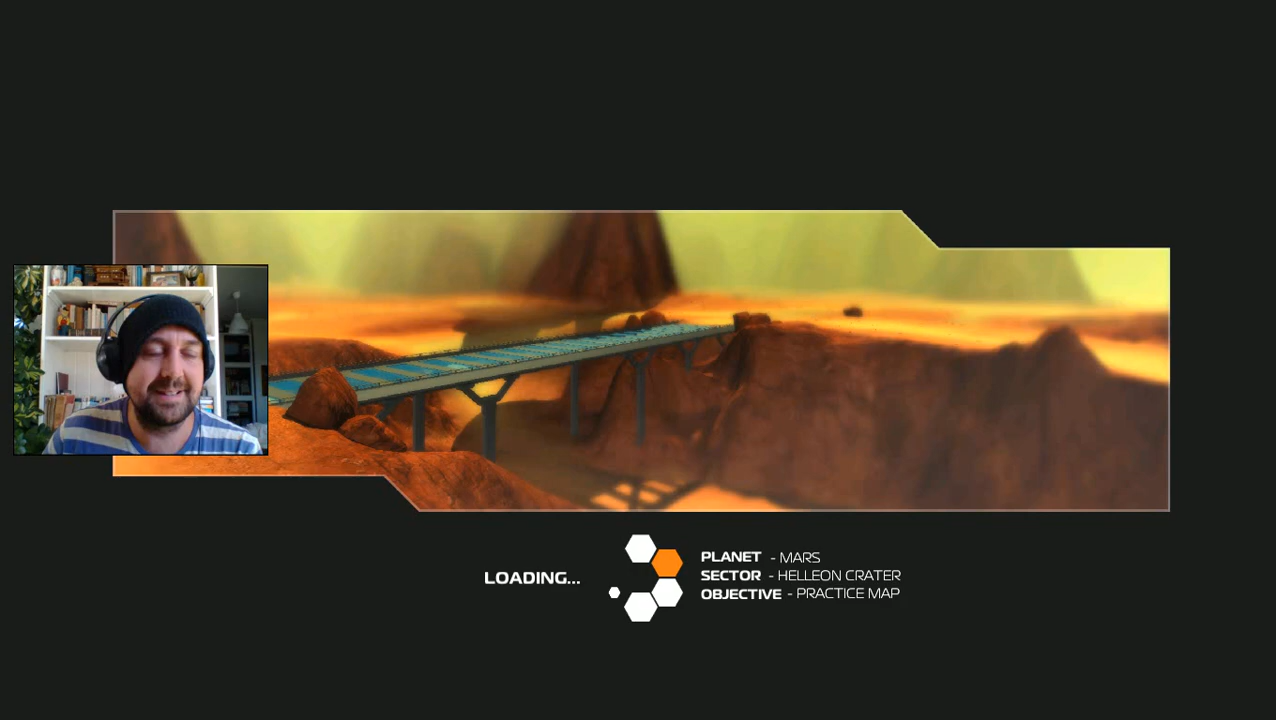 LOADING...
PLANET - MARS
SECTOR - HELLEON CRATER
OBJECTIVE - PRACTICE MAP